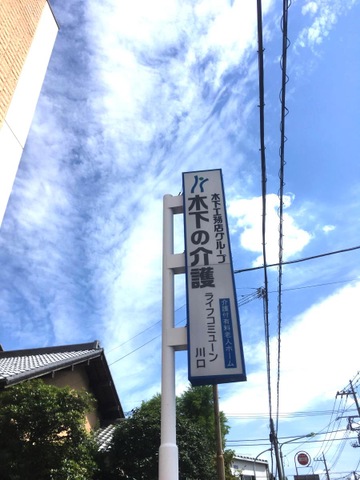 木下工務店グループ
木下の介護
ライフコミューン
川口
介護付有料老人ホーム